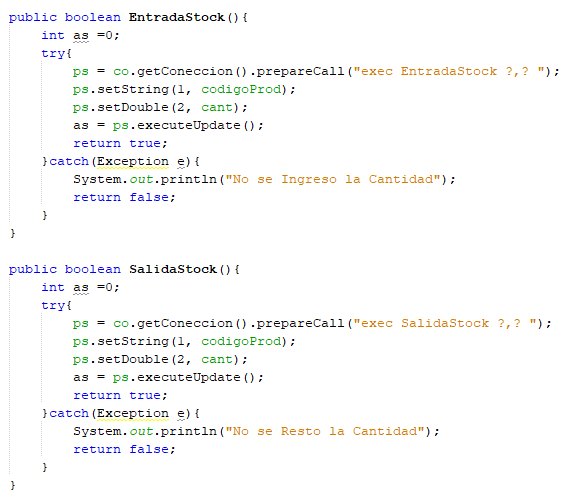 public boolean EntradaStock(){
int as =0;
try{
ps = co.getConeccion().prepareCall("exec EntradaStock ?,? ");
ps.setString(1, codigoProd);
ps.setDouble(2, cant);
as = ps.executeUpdate();
return true;
}catch(Exception e){
System.out.println("No se Ingreso la Cantidad");
return false;
}
}
public boolean SalidaStock(){
int as =0;
try{
ps = co.getConeccion().prepareCall("exec SalidaStock ?,? ");
ps.setString(1, codigoProd);
ps.setDouble(2, cant);
as = ps.executeUpdate();
return true;
}catch(Exception e){
System.out.println("No se Resto la Cantidad");
return false;
}
}